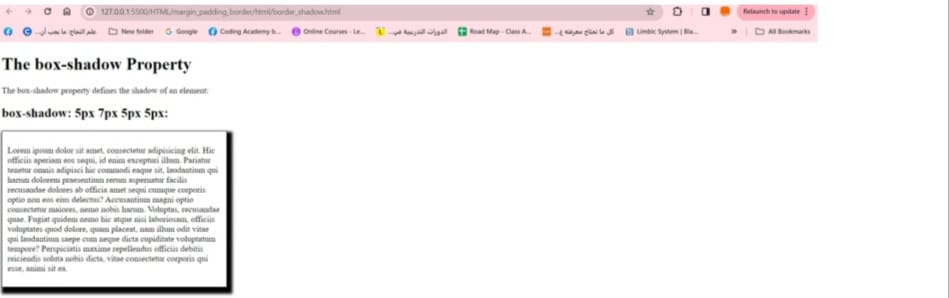 127.0.0.1:5500/HTML/margin_padding_border/html/bordar_shadow.html
Relaunch to update
علم النجاح: ما يجب أن...
New folder
Google
Coding Academy b...
Online Courses - Le...
الدورات التدريبية في...
Road Map - Class A...
كل ما تحتاج معرفته ع...
Limbic System | Bla...
»
All Bookmarks
The box-shadow Property
The box-shadow property defines the shadow of an element:
box-shadow: 5px 7px 5px 5px:
Lorem ipsum dolor sit amet, consectetur adipisicing elit. Hic
officiis aperiam eos sequi, id enim excepturi illum. Pariatur
tenetur omnis adipisci hic commodi eaque sit, laudantium qui
harum dolorem praesentium rerum aspernatur facilis
recusandae dolores ab officia amet sequi cumque corporis
optio non eos eius delectus? Accusantium magni optio
consectetur maiores, nemo nobis harum. Voluptas, recusandae
quae. Fugiat quidem nemo hic atque nisi laboriosam, officiis
voluptates quod dolore, quam placeat, nam illum odit vitae
qui laudantium saepe cum neque dicta cupiditate voluptatum
tempore? Perspiciatis maxime repellendus officiis debitis
reiciendis soluta nobis dicta, vitae consectetur corporis qui
esse, animi sit ea.